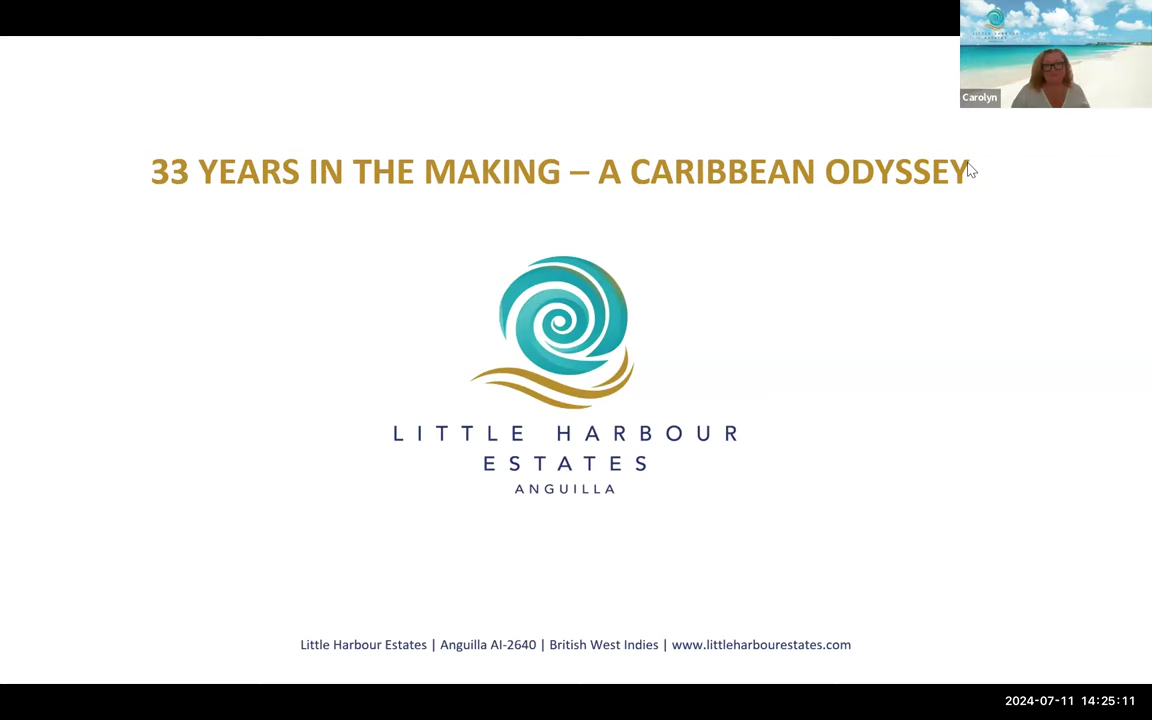 Carolyn
33 YEARS IN THE MAKING – A CARIBBEAN ODYSSEY
LITTLE HARBOUR
ESTATES
ANGUILLA
Little Harbour Estates | Anguilla AI-2640 | British West Indies | www.littleharbourestates.com
2024-07-11 14:25:11